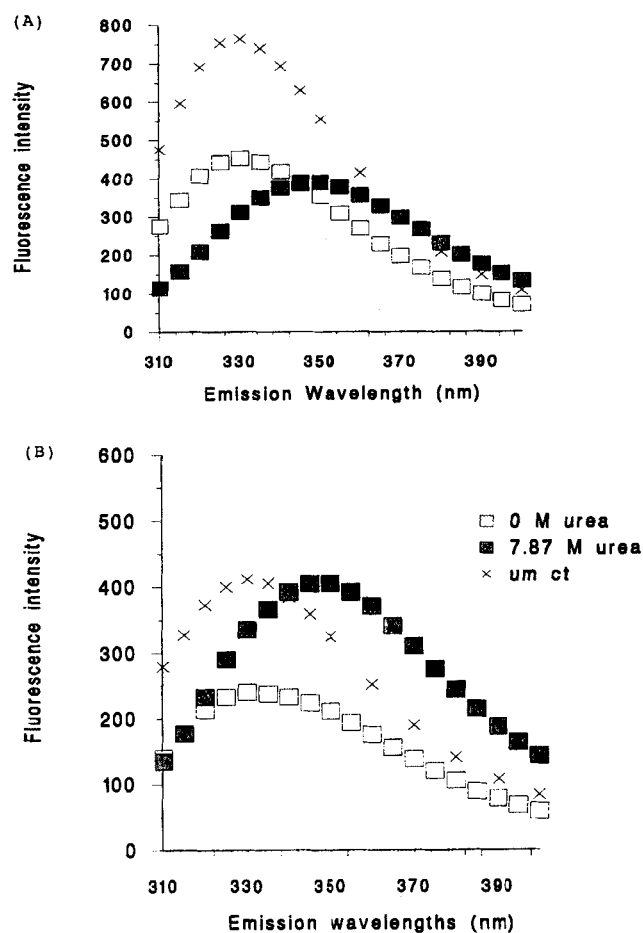 (A)
800
700
600
500
400
300
200
100
0
Fluorescence intensity
310 330 350 370 390
Emission Wavelength (nm)
(B)
600
500
400
300
200
100
0
Fluorescence intensity
0 M urea
7.87 M urea
um ct
310 330 350 370 390
Emission wavelengths (nm)